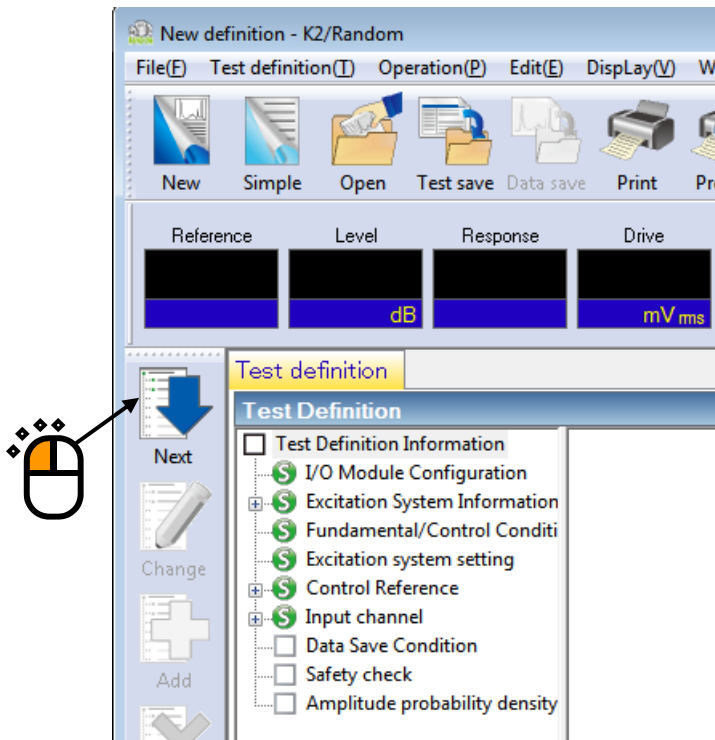 New definition - K2/Random
File(F) Test definition(T) Operation(P) Edit(E) DispLay(V) W
New Simple Open Test save Data save Print Pr
Reference Level Response Drive
dB mV rms
Test definition
Test Definition
Next
Change
Add
Test Definition Information
S I/O Module Configuration
S Excitation System Information
S Fundamental/Control Conditi
S Excitation system setting
S Control Reference
S Input channel
Data Save Condition
Safety check
Amplitude probability density